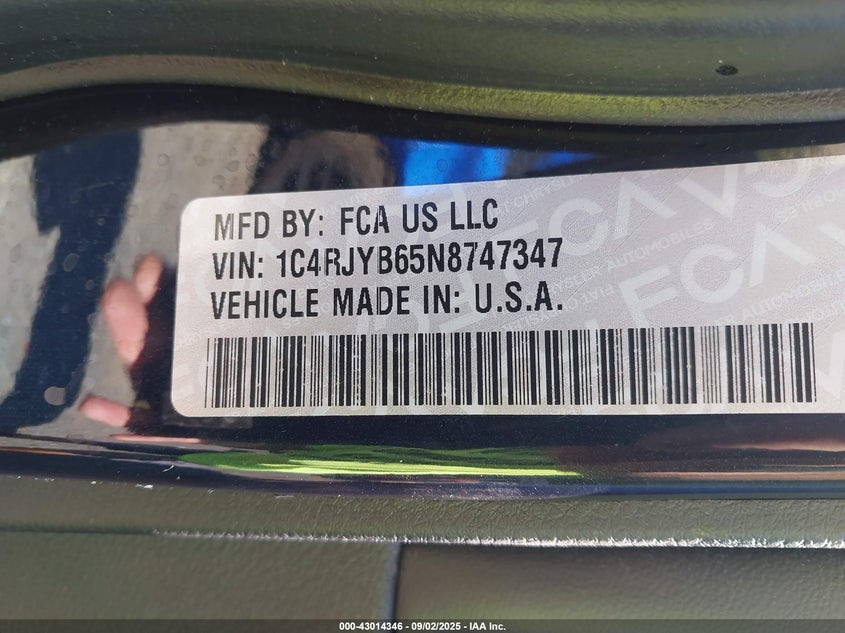 MFD BY: FCA US LLC
VIN: 1C4RJYB65N8747347
VEHICLE MADE IN: U.S.A.
000-43014346 - 09/02/2025 - IAA Inc.